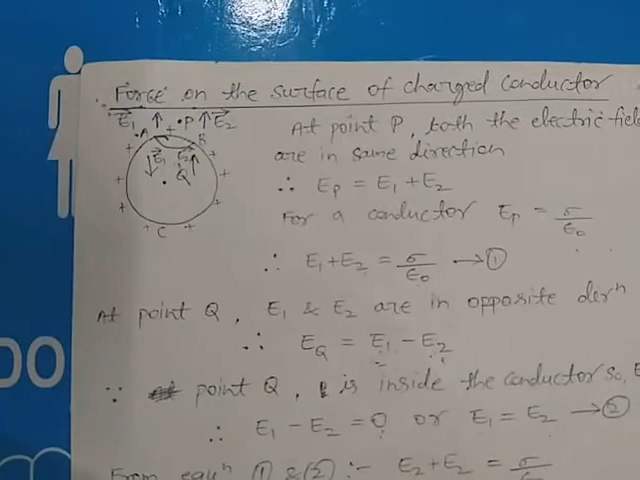 Force on the surface of charged conductor
E₁ ↑ •P ↑ E₂
A + B
At point P, both the electric field
are in same direction
E₁ E₂
Q
C
∴ Ep = E₁ + E₂
For a conductor Ep = σ/ε₀
∴ E₁ + E₂ = σ/ε₀ → ①
At point Q, E₁ & E₂ are in opposite dirⁿ
∴ E_Q = E₁ - E₂
∵ point Q, is inside the conductor so, E
∴ E₁ - E₂ = 0 or E₁ = E₂ → ②
From equⁿ ① & ② :- E₂ + E₂ = σ
DO